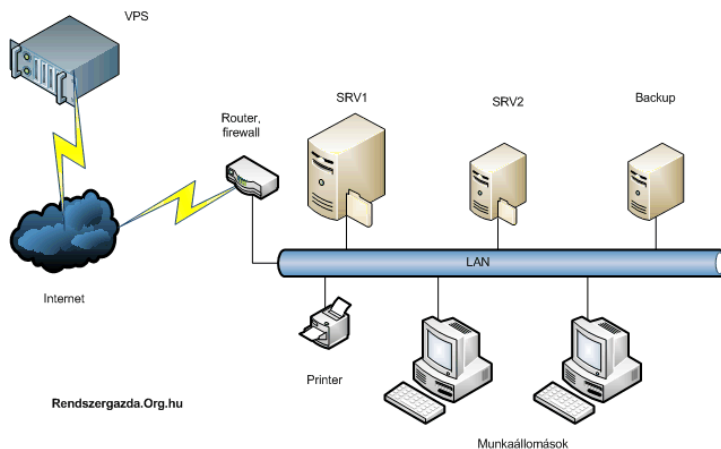 VPS
SRV1
SRV2
Backup
Router,
firewall
LAN
Internet
Printer
Rendszergazda.Org.hu
Munkaállomások